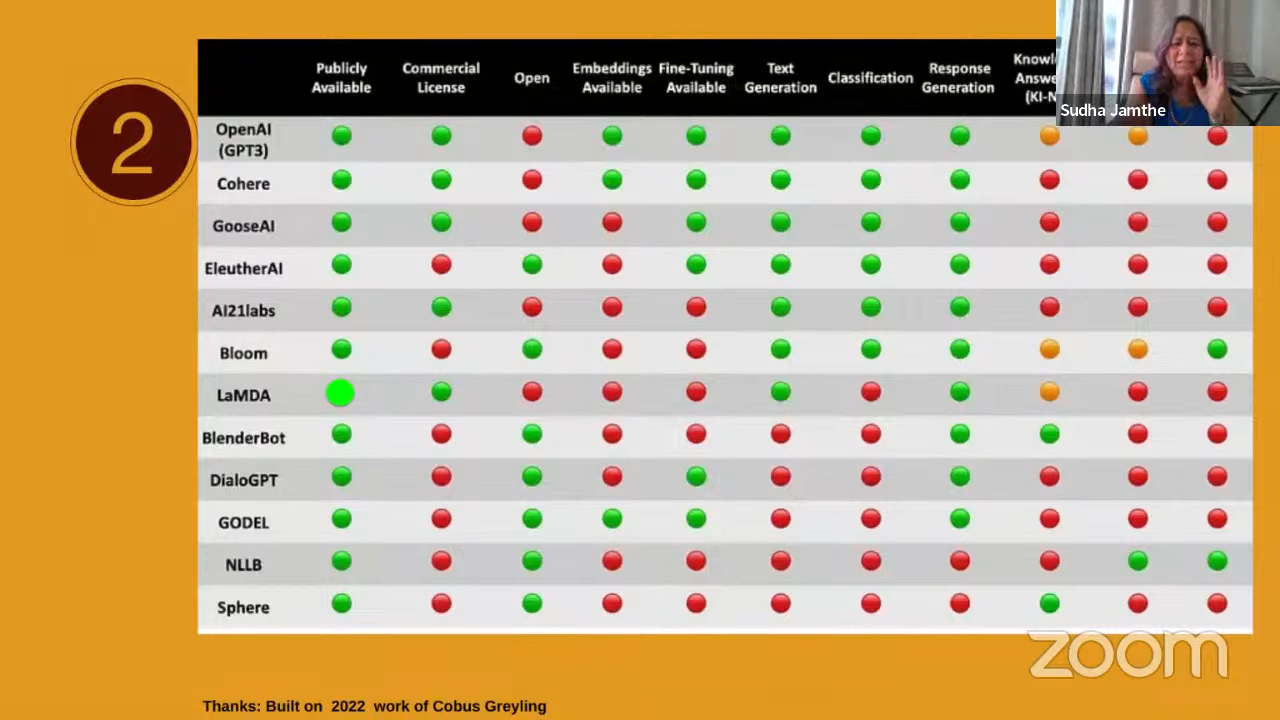 2
Publicly
Available
Commercial
License
Open
Embeddings
Available
Fine-Tuning
Available
Text
Generation
Classification
Response
Generation
Sudha Jamthe
OpenAI
(GPT3)
Cohere
GooseAI
EleutherAI
AI21labs
Bloom
LaMDA
BlenderBot
DialoGPT
GODEL
NLLB
Sphere
zoom
Thanks: Built on 2022 work of Cobus Greyling